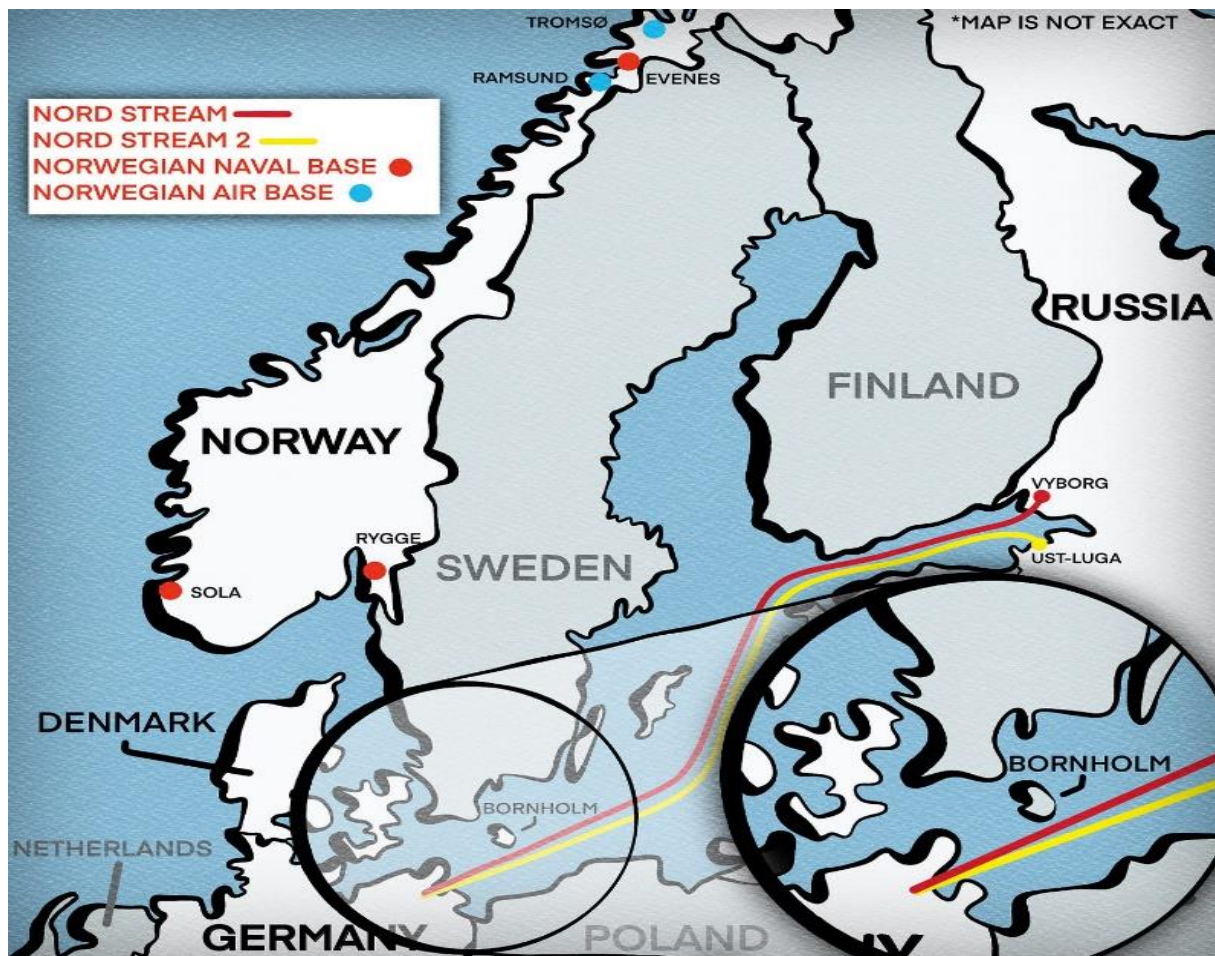 TROMSØ
*MAP IS NOT EXACT
RAMSUND
EVENES
NORD STREAM
NORD STREAM 2
NORWEGIAN NAVAL BASE
NORWEGIAN AIR BASE
RUSSIA
FINLAND
NORWAY
VYBORG
RYGGE
UST-LUGA
SWEDEN
SOLA
DENMARK
BORNHOLM
BORNHOLM
NETHERLANDS
GERMANY
POLAND
NY